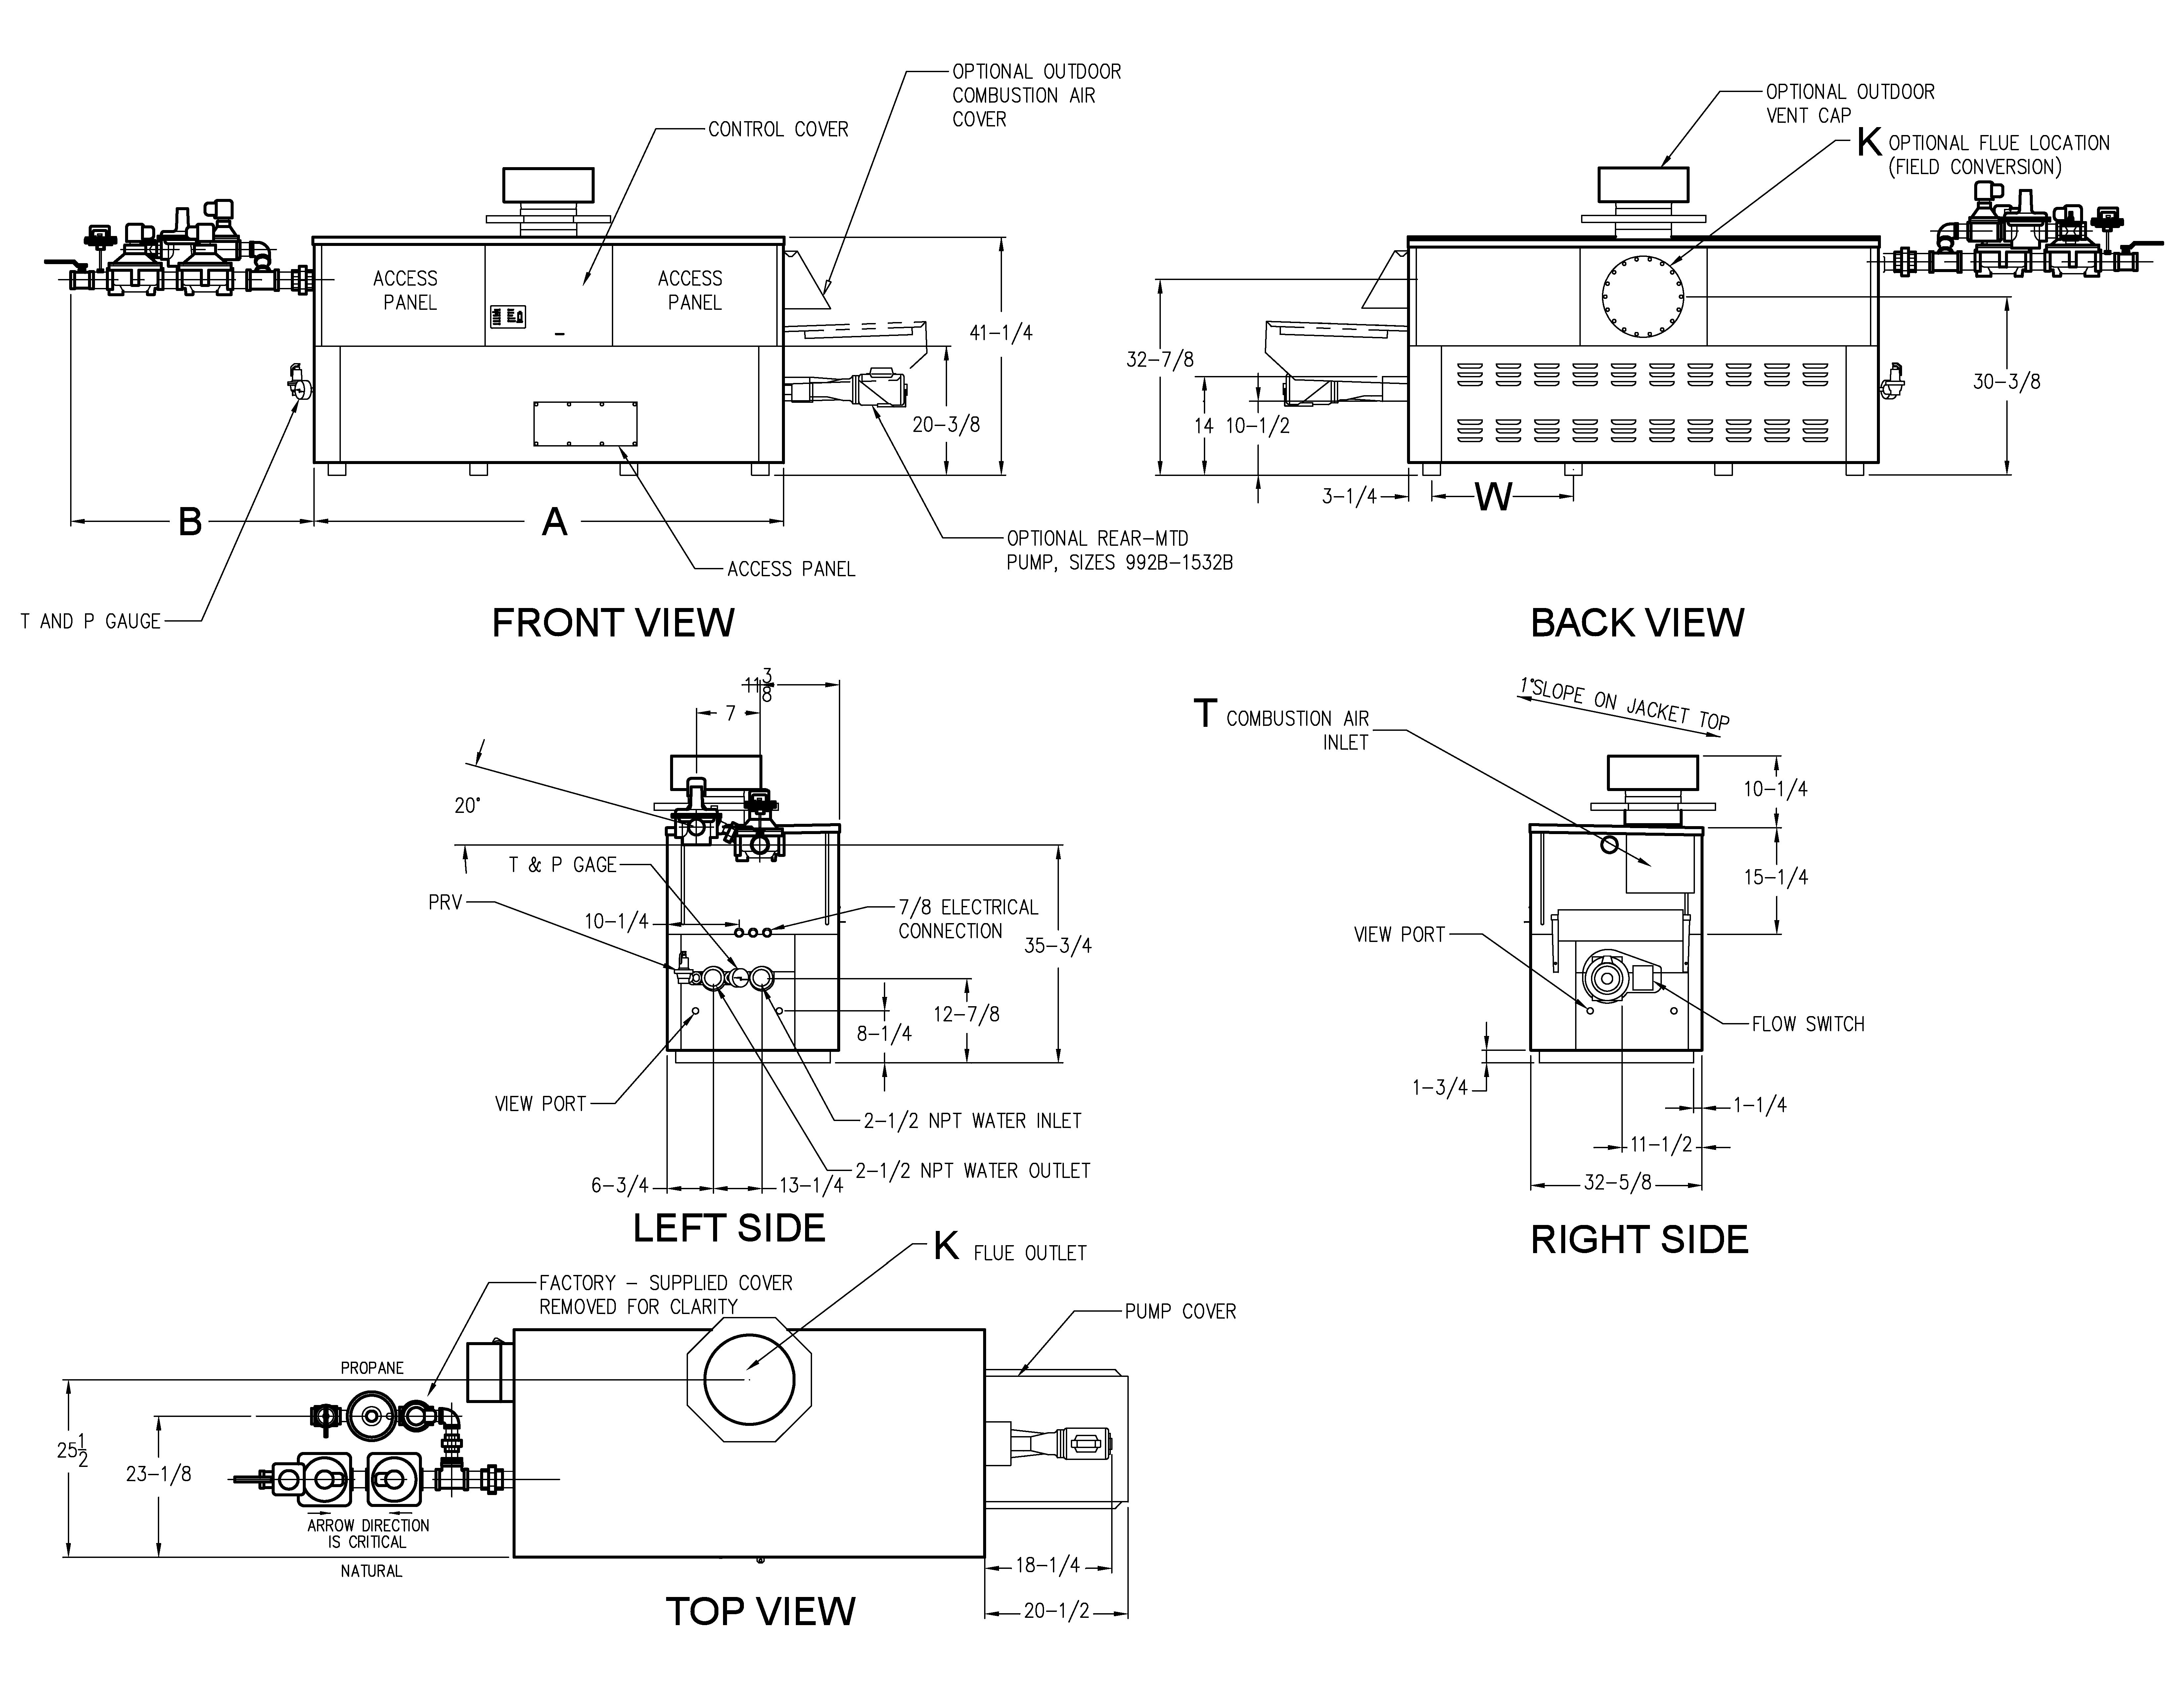 OPTIONAL OUTDOOR
COMBUSTION AIR
COVER
CONTROL COVER
ACCESS
PANEL
ACCESS
PANEL
41-1/4
20-3/8
B
A
OPTIONAL REAR-MTD
PUMP, SIZES 992B-1532B
ACCESS PANEL
T AND P GAUGE
FRONT VIEW
OPTIONAL OUTDOOR
VENT CAP
K OPTIONAL FLUE LOCATION
(FIELD CONVERSION)
32-7/8
14
10-1/2
30-3/8
3-1/4
W
BACK VIEW
11 3/8
7
20°
T & P GAGE
PRV
10-1/4
7/8 ELECTRICAL
CONNECTION
35-3/4
12-7/8
8-1/4
VIEW PORT
2-1/2 NPT WATER INLET
2-1/2 NPT WATER OUTLET
6-3/4
13-1/4
LEFT SIDE
1° SLOPE ON JACKET TOP
T COMBUSTION AIR
INLET
10-1/4
15-1/4
VIEW PORT
FLOW SWITCH
1-3/4
1-1/4
11-1/2
32-5/8
RIGHT SIDE
K FLUE OUTLET
FACTORY - SUPPLIED COVER
REMOVED FOR CLARITY
PUMP COVER
PROPANE
25 1/2
23-1/8
ARROW DIRECTION
IS CRITICAL
NATURAL
18-1/4
20-1/2
TOP VIEW